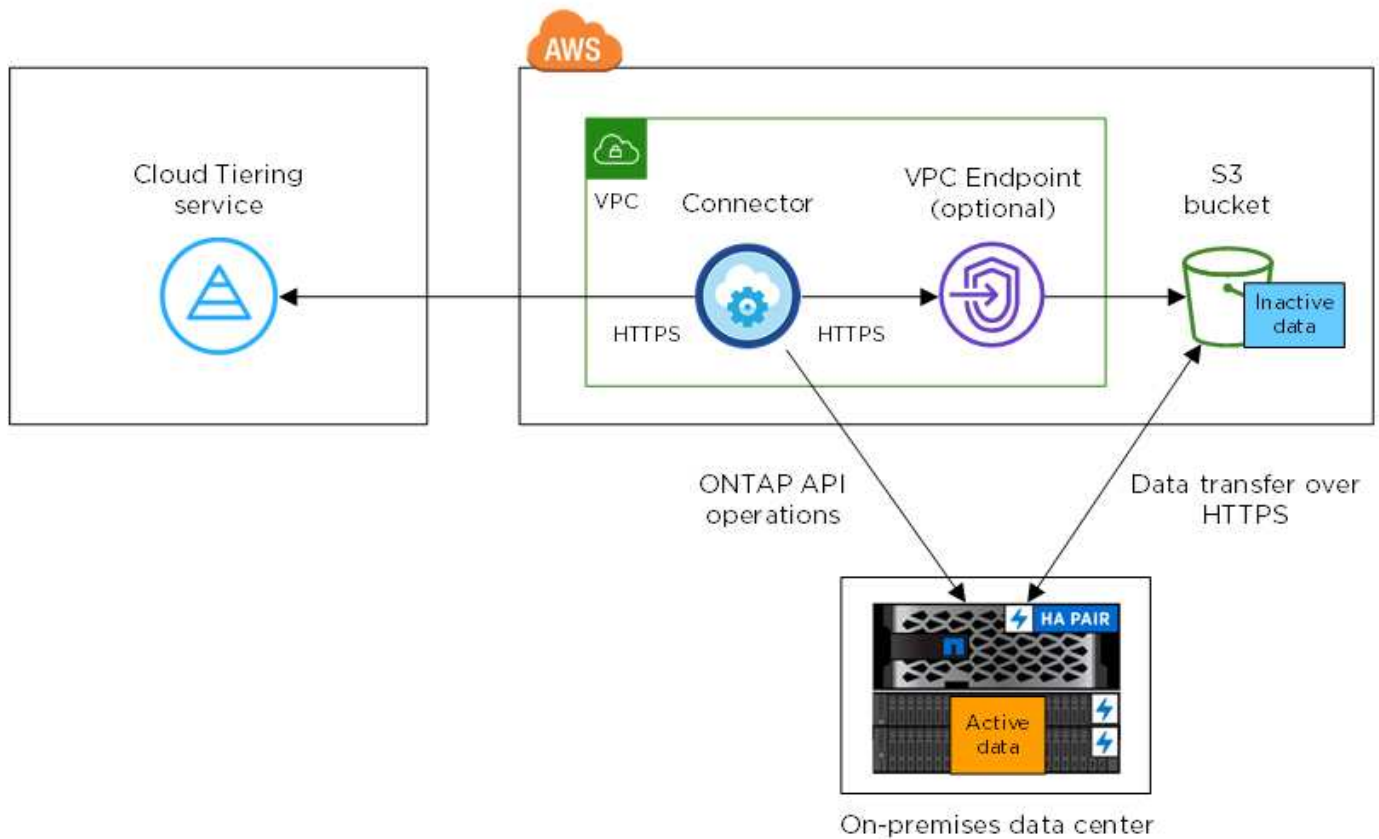 AWS
Cloud Tiering
service
VPC
Connector
VPC Endpoint
(optional)
S3
bucket
Inactive
data
HTTPS
HTTPS
ONTAP API
operations
Data transfer over
HTTPS
HA PAIR
Active
data
On-premises data center